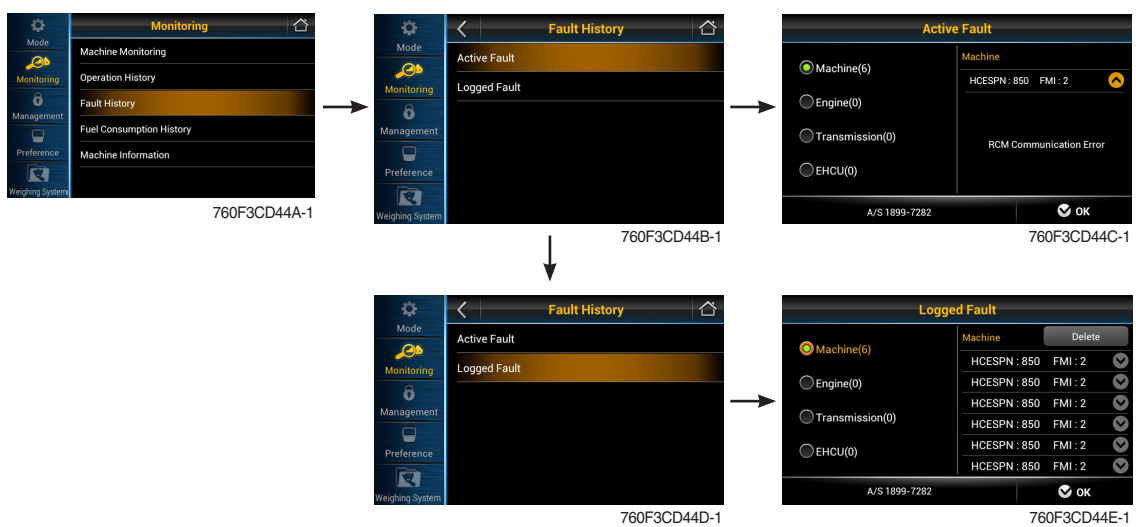 Monitoring
Mode
Monitoring
Management
Preference
Weighing System
Machine Monitoring
Operation History
Fault History
Fuel Consumption History
Machine Information
760F3CD44A-1
Fault History
Mode
Monitoring
Management
Preference
Weighing System
Active Fault
Logged Fault
760F3CD44B-1
Active Fault
Machine(6)
Engine(0)
Transmission(0)
EHCU(0)
Machine
HCESPN : 850 FMI : 2
RCM Communication Error
A/S 1899-7282
OK
760F3CD44C-1
Fault History
Mode
Monitoring
Management
Preference
Weighing System
Active Fault
Logged Fault
760F3CD44D-1
Logged Fault
Machine(6)
Engine(0)
Transmission(0)
EHCU(0)
Machine
Delete
HCESPN : 850 FMI : 2
HCESPN : 850 FMI : 2
HCESPN : 850 FMI : 2
HCESPN : 850 FMI : 2
HCESPN : 850 FMI : 2
HCESPN : 850 FMI : 2
A/S 1899-7282
OK
760F3CD44E-1